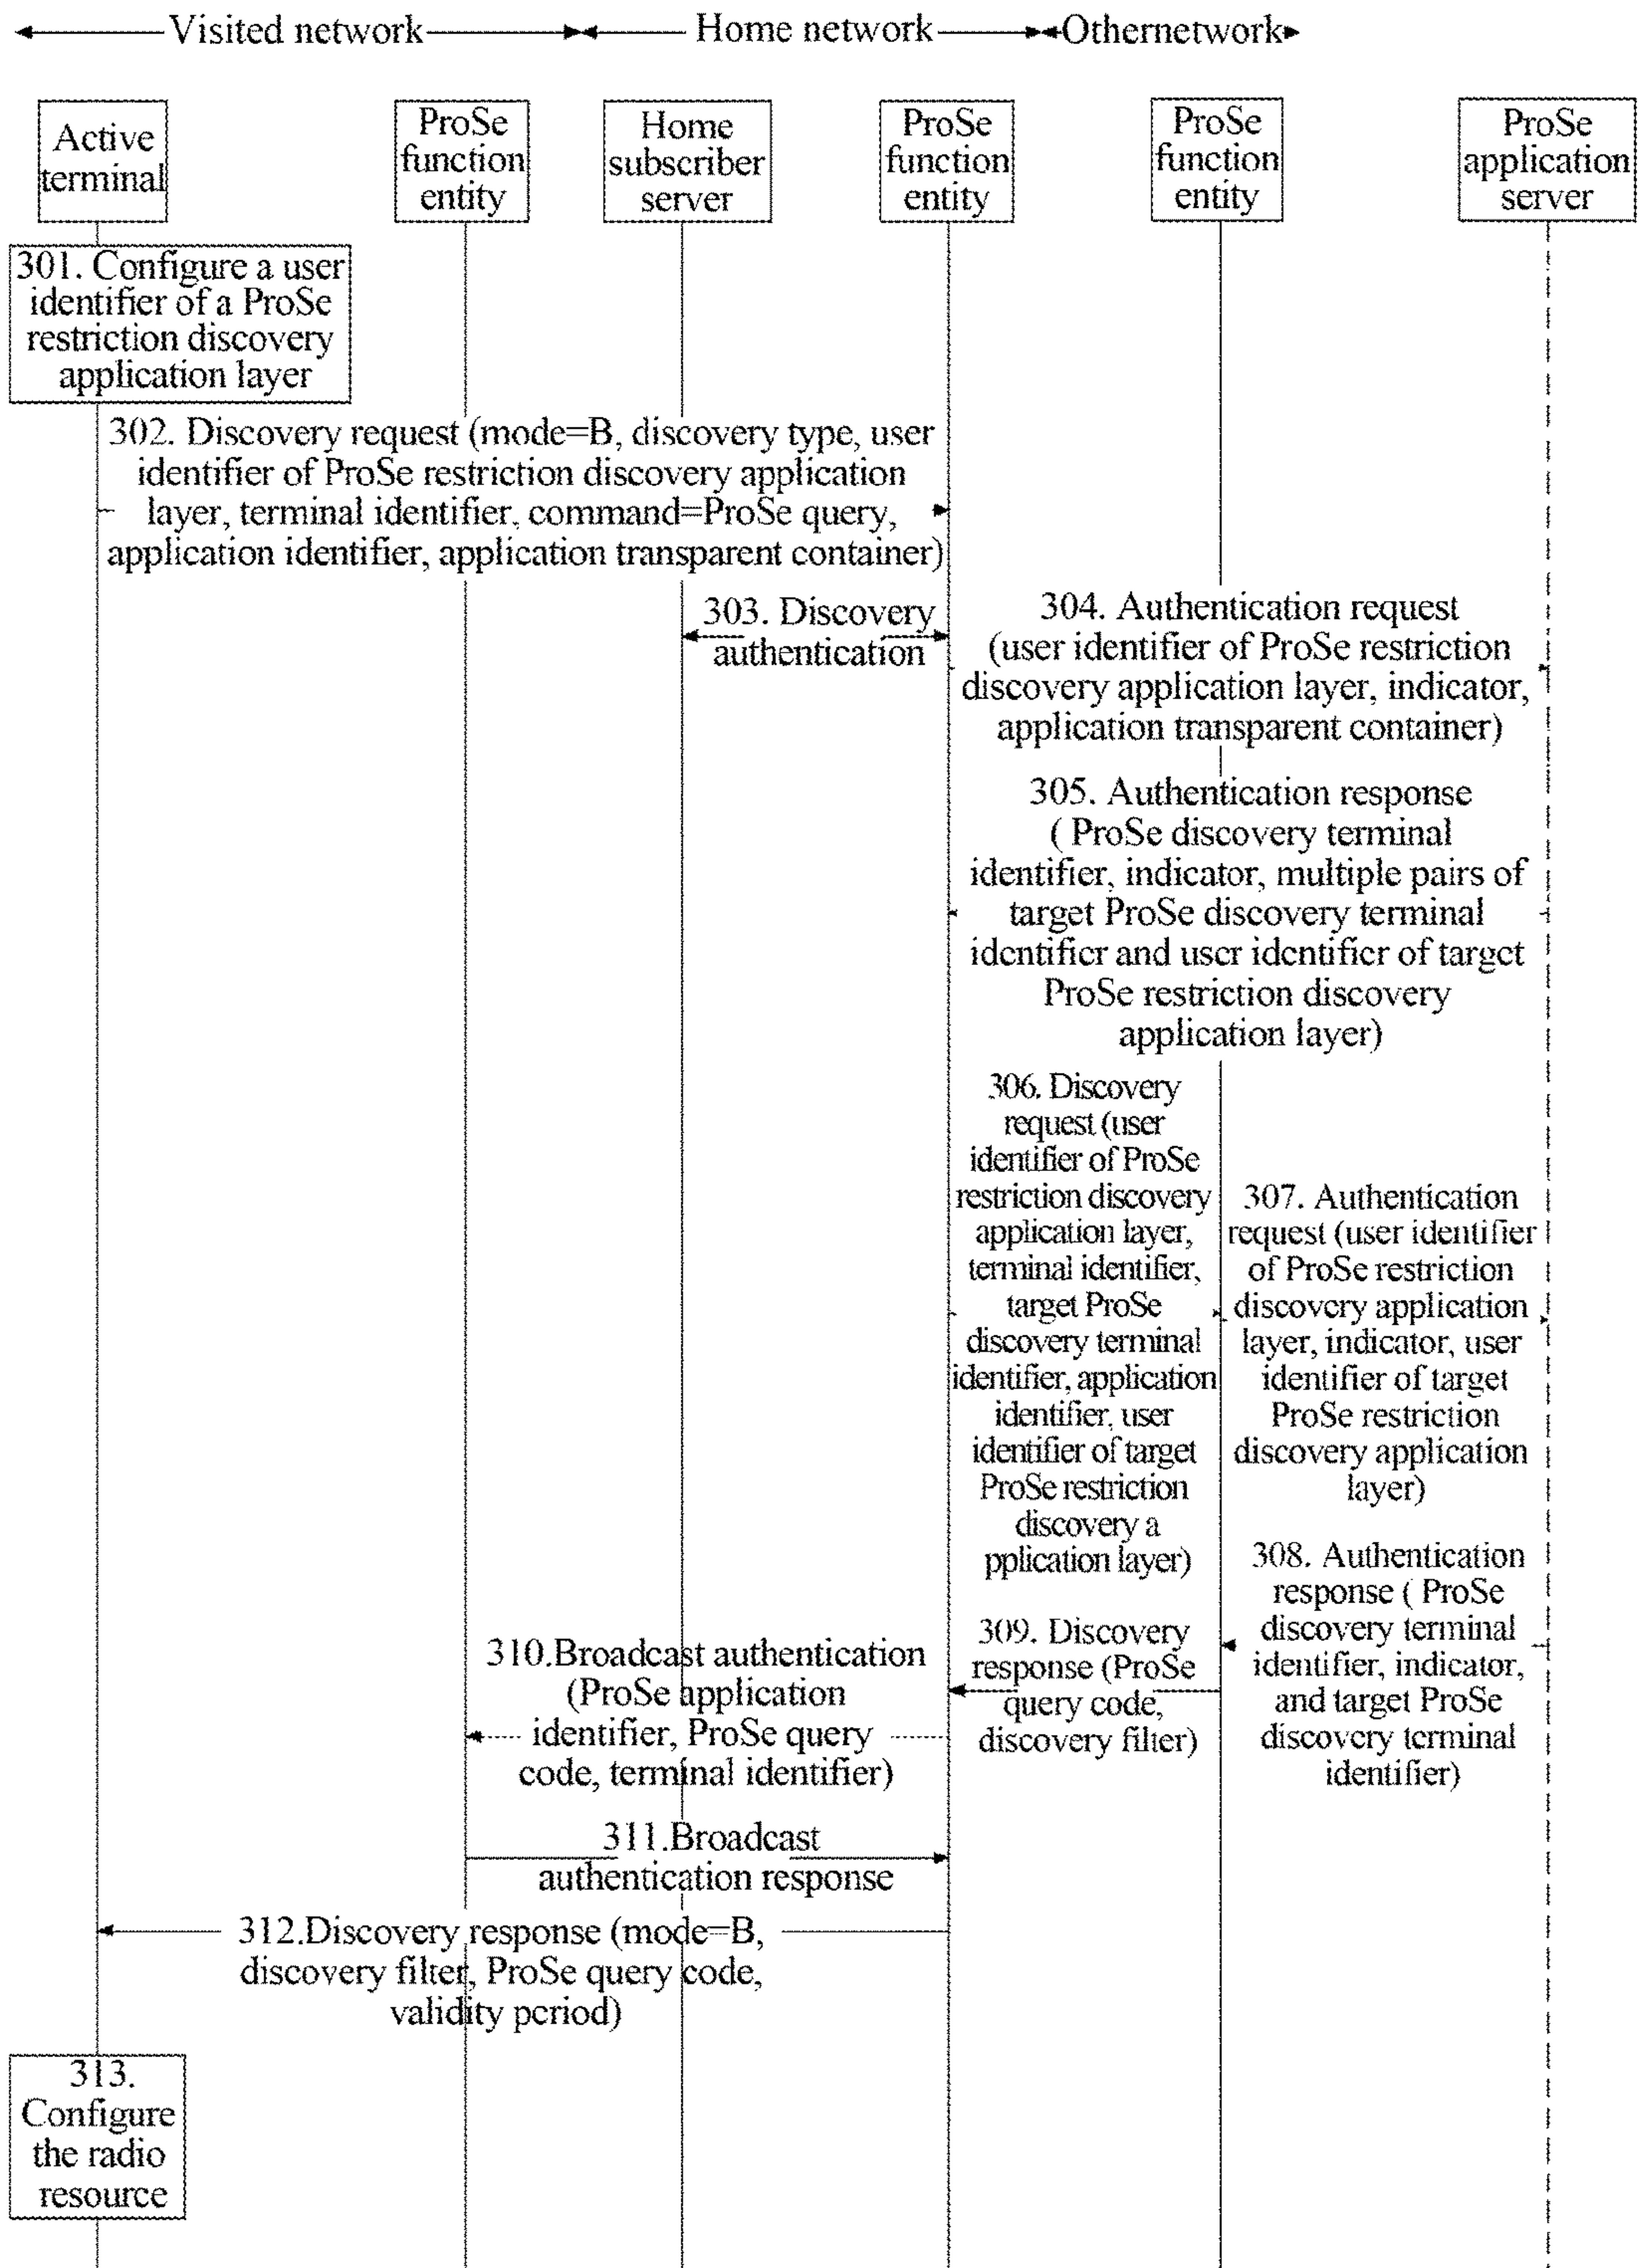 Visited network
Home network
Othernetwork
Active
terminal
ProSe
function
entity
Home
subscriber
server
ProSe
function
entity
ProSe
function
entity
ProSe
application
server
301. Configure a user
identifier of a ProSe
restriction discovery
application layer
302. Discovery request (mode=B, discovery type, user
identifier of ProSe restriction discovery application
layer, terminal identifier, command=ProSe query,
application identifier, application transparent container)
303. Discovery
authentication
304. Authentication request
(user identifier of ProSe restriction
discovery application layer, indicator,
application transparent container)
305. Authentication response
( ProSe discovery terminal
identifier, indicator, multiple pairs of
target ProSe discovery terminal
identifier and user identifier of target
ProSe restriction discovery
application layer)
306. Discovery
request (user
identifier of ProSe
restriction discovery
application layer,
terminal identifier,
target ProSe
discovery terminal
identifier, application
identifier, user
identifier of target
ProSe restriction
discovery a
pplication layer)
307. Authentication
request (user identifier
of ProSe restriction
discovery application
layer, indicator, user
identifier of target
ProSe restriction
discovery application
layer)
308. Authentication
response ( ProSe
discovery terminal
identifier, indicator,
and target ProSe
discovery terminal
identifier)
309. Discovery
response (ProSe
query code,
discovery filter)
310.Broadcast authentication
(ProSe application
identifier, ProSe query
code, terminal identifier)
311.Broadcast
authentication response
312.Discovery response (mode=B,
discovery filter, ProSe query code,
validity period)
313.
Configure
the radio
resource